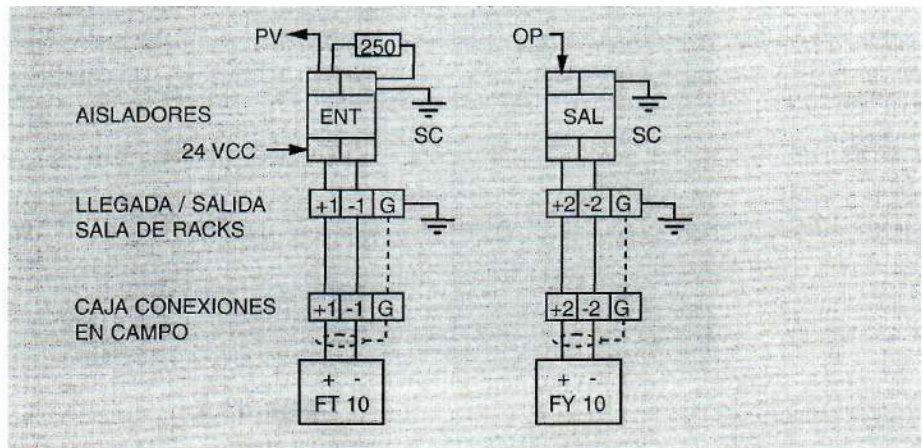 PV
250
OP
AISLADORES
ENT
SC
SAL
SC
24 VCC
LLEGADA / SALIDA
SALA DE RACKS
+1 -1 G
+2 -2 G
CAJA CONEXIONES
EN CAMPO
+1 -1 G
+2 -2 G
+ -
FT 10
+ -
FY 10